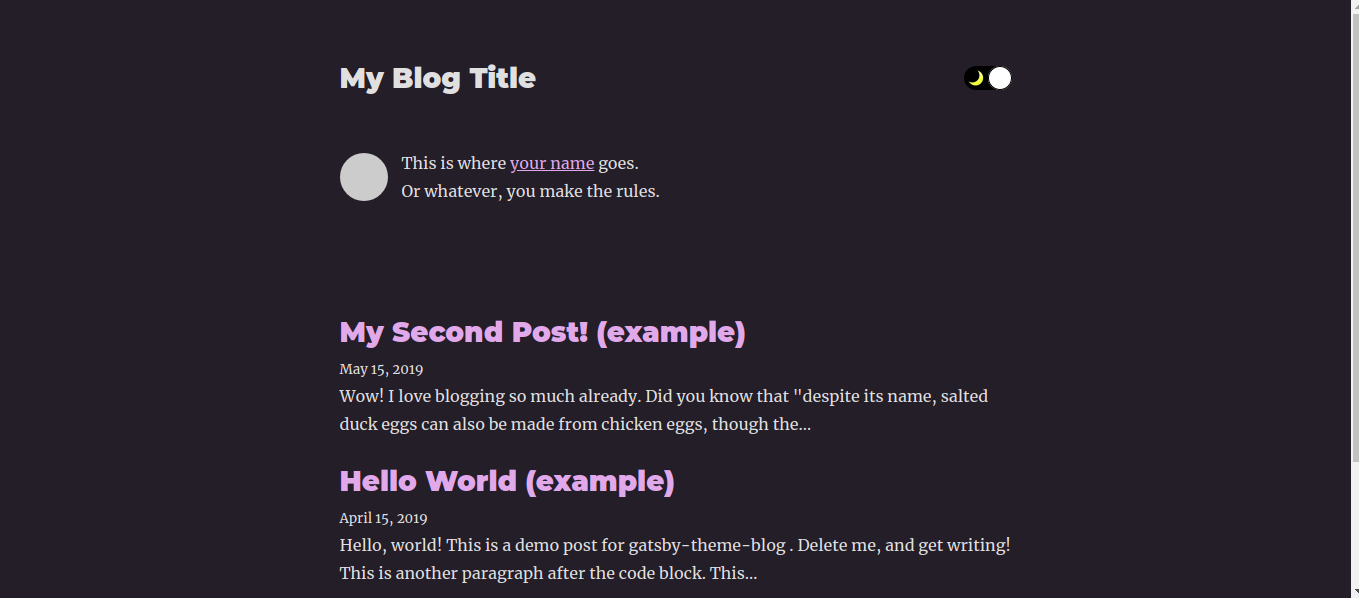 My Blog Title
This is where your name goes.
Or whatever, you make the rules.
My Second Post! (example)
May 15, 2019
Wow! I love blogging so much already. Did you know that "despite its name, salted
duck eggs can also be made from chicken eggs, though the...
Hello World (example)
April 15, 2019
Hello, world! This is a demo post for gatsby-theme-blog . Delete me, and get writing!
This is another paragraph after the code block. This...